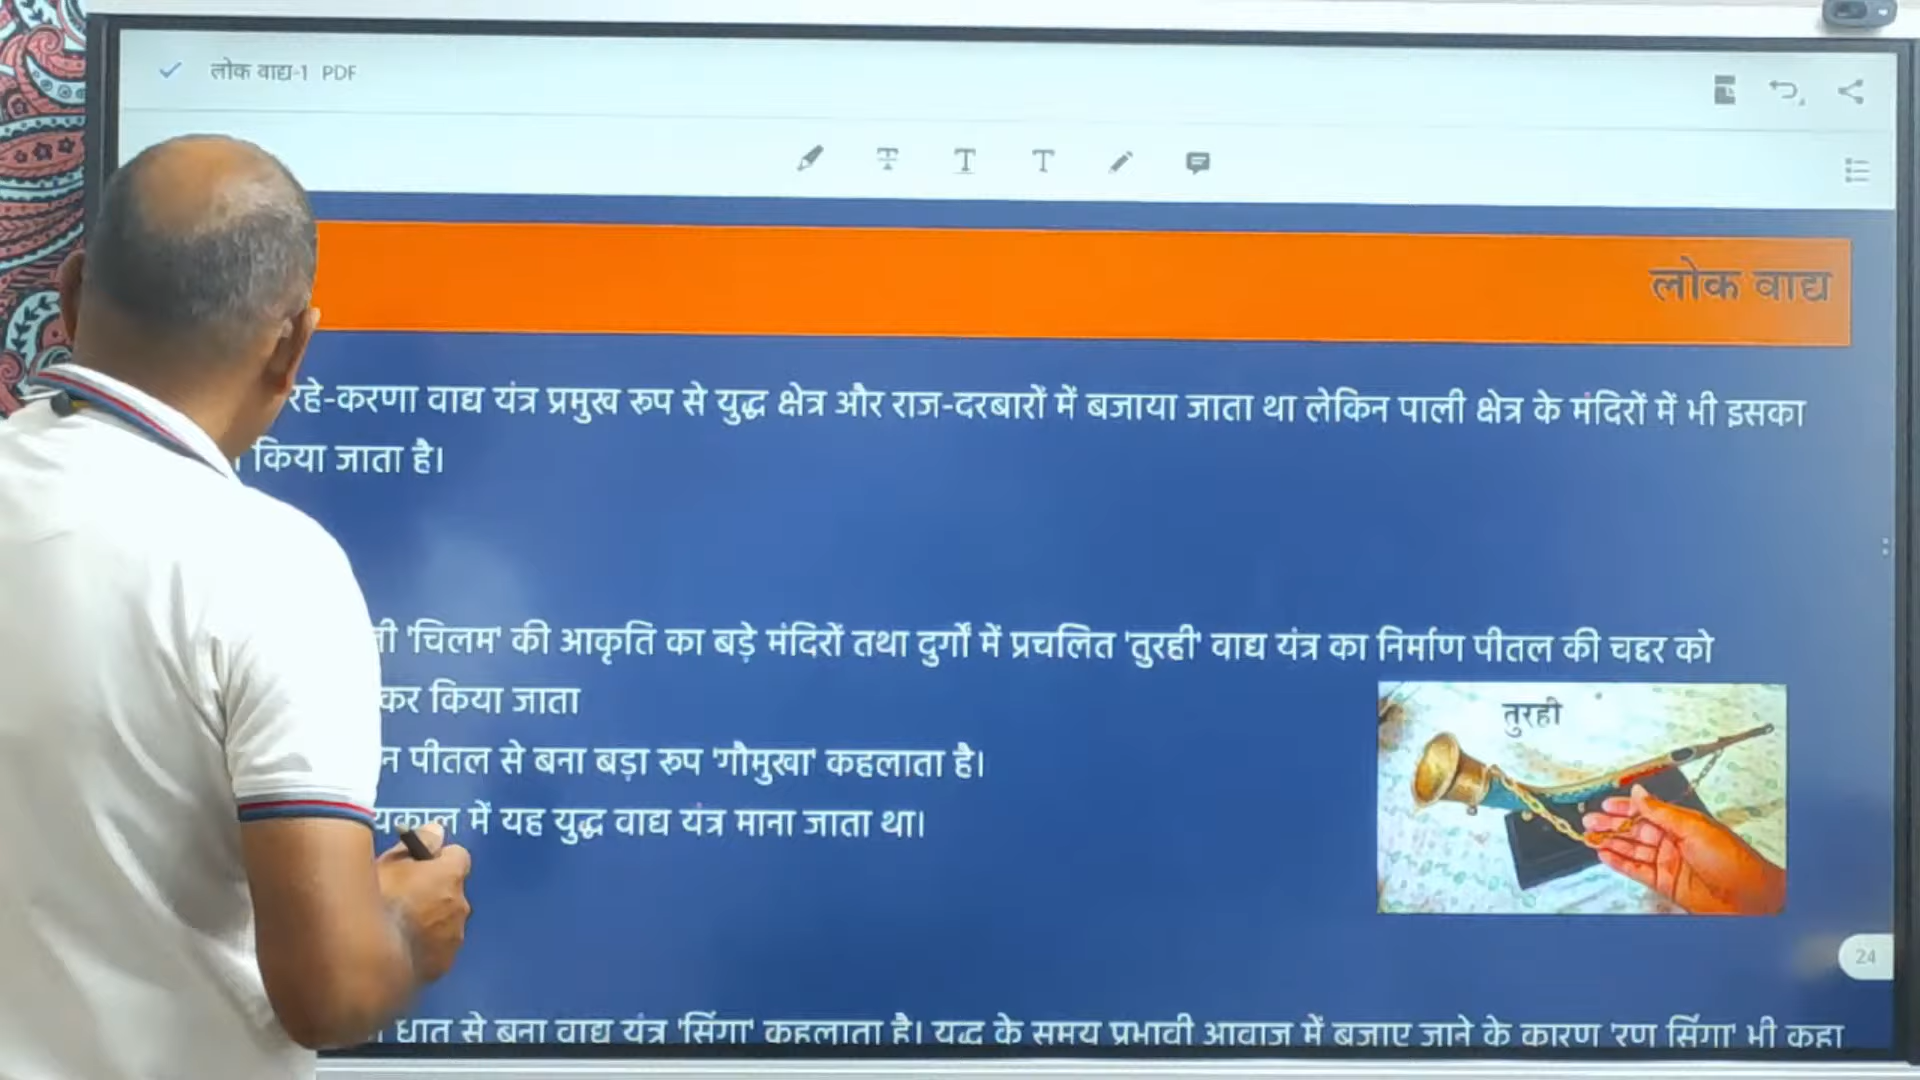 लोक वाद्य-1 PDF
लोक वाद्य
रहे-करणा वाद्य यंत्र प्रमुख रूप से युद्ध क्षेत्र और राज-दरबारों में बजाया जाता था लेकिन पाली क्षेत्र के मंदिरों में भी इसका
किया जाता है।
'चिलम' की आकृति का बड़े मंदिरों तथा दुर्गों में प्रचलित 'तुरही' वाद्य यंत्र का निर्माण पीतल की चद्दर को
कर किया जाता
तुरही
पीतल से बना बड़ा रूप 'गौमुखा' कहलाता है।
में यह युद्ध वाद्य यंत्र माना जाता था।
24
धातु से बना वाद्य यंत्र 'सिंगा' कहलाता है। युद्ध के समय प्रभावी आवाज में बजाए जाने के कारण 'रण सिंगा' भी कहा